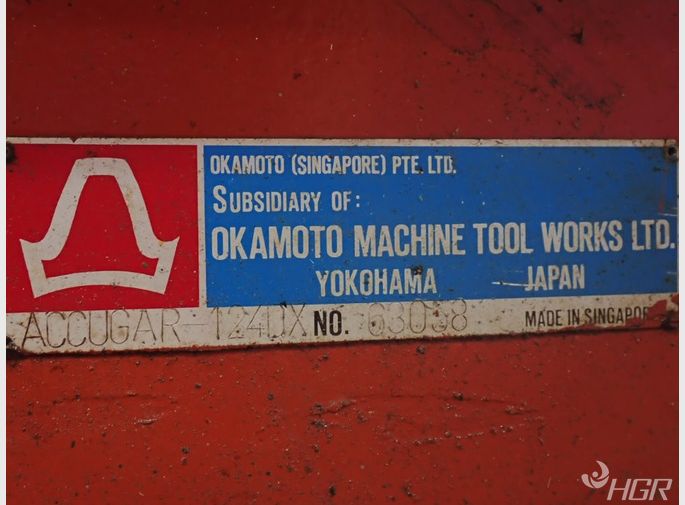 OKAMOTO (SINGAPORE) PTE. LTD.
SUBSIDIARY OF:
OKAMOTO MACHINE TOOL WORKS LTD.
YOKOHAMA JAPAN
ACCUGAR-124DX NO. 63038 MADE IN SINGAPORE
HGR